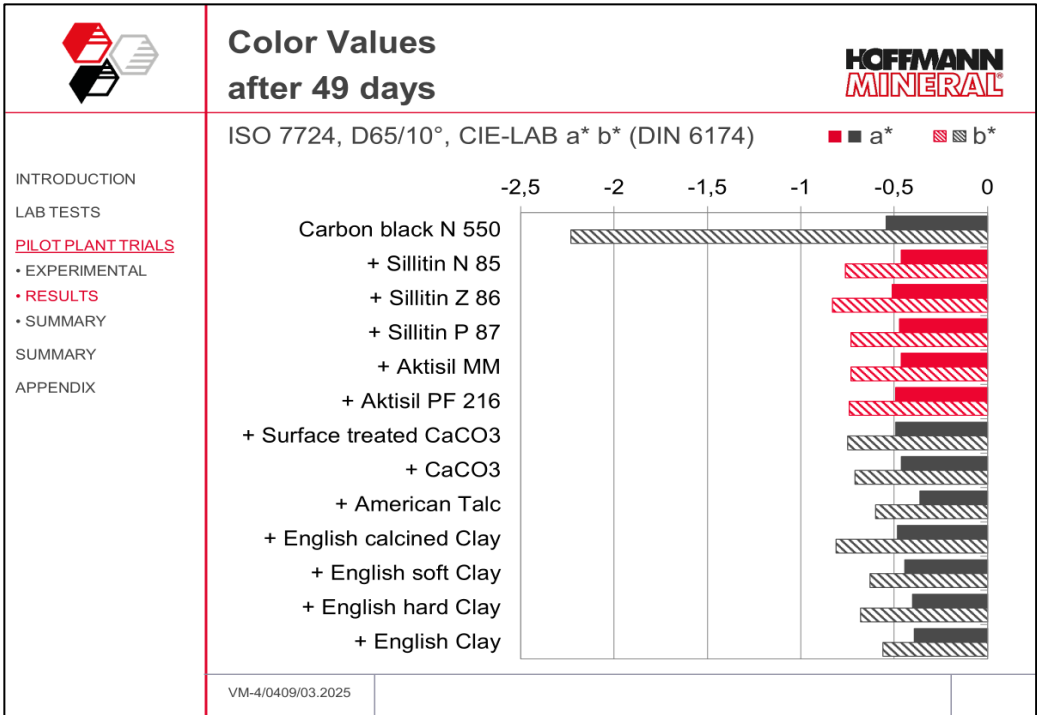 Color Values
after 49 days
HOFFMANN
MINERAL®
ISO 7724, D65/10°, CIE-LAB a* b* (DIN 6174)
a*
b*
INTRODUCTION
LAB TESTS
PILOT PLANT TRIALS
• EXPERIMENTAL
• RESULTS
• SUMMARY
SUMMARY
APPENDIX
-2,5 -2 -1,5 -1 -0,5 0
Carbon black N 550
+ Sillitin N 85
+ Sillitin Z 86
+ Sillitin P 87
+ Aktisil MM
+ Aktisil PF 216
+ Surface treated CaCO3
+ CaCO3
+ American Talc
+ English calcined Clay
+ English soft Clay
+ English hard Clay
+ English Clay
VM-4/0409/03.2025